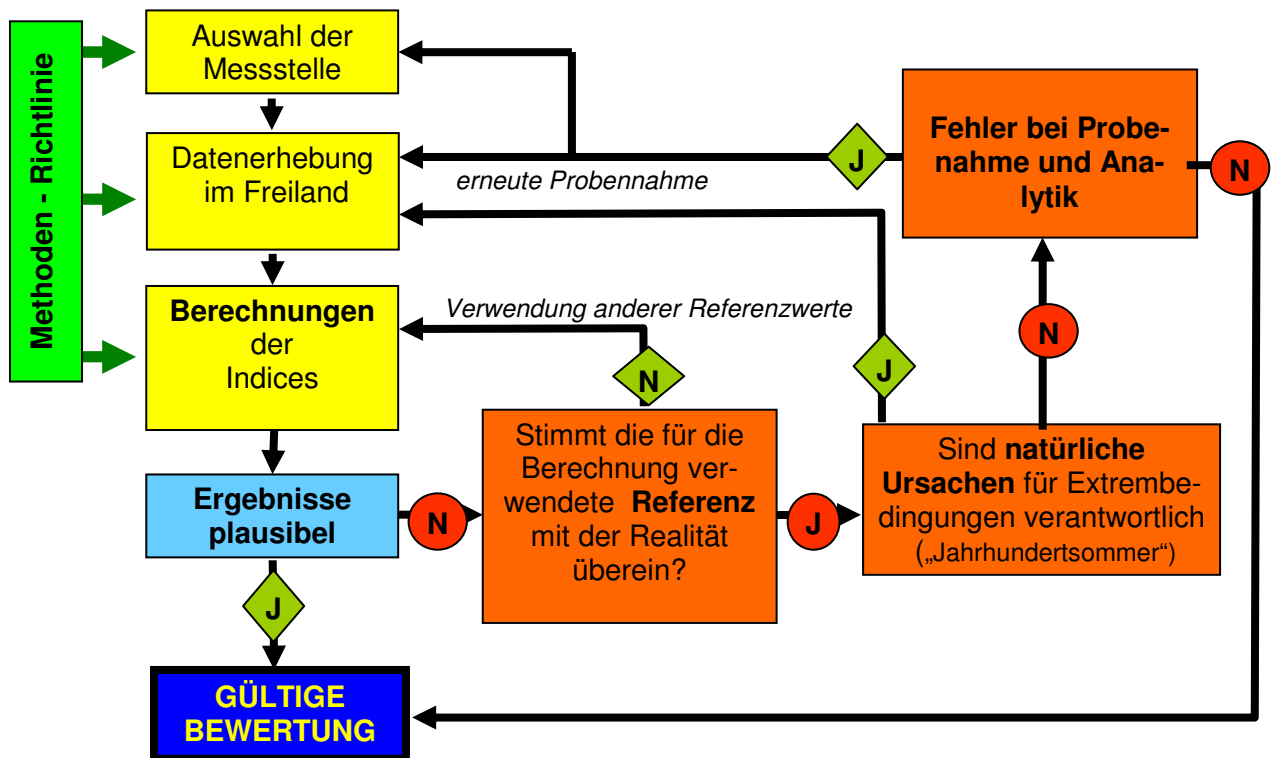 Methoden - Richtlinie
Auswahl der
Messstelle
Datenerhebung
im Freiland
Berechnungen
der
Indices
Ergebnisse
plausibel
J
GÜLTIGE
BEWERTUNG
N
Stimmt die für die
Berechnung ver-
wendete Referenz
mit der Realität
überein?
N
Verwendung anderer Referenzwerte
J
Sind natürliche
Ursachen für Extrembe-
dingungen verantwortlich
(„Jahrhundertsommer“)
J
N
Fehler bei Probe-
nahme und Ana-
lytik
J
erneute Probennahme
N